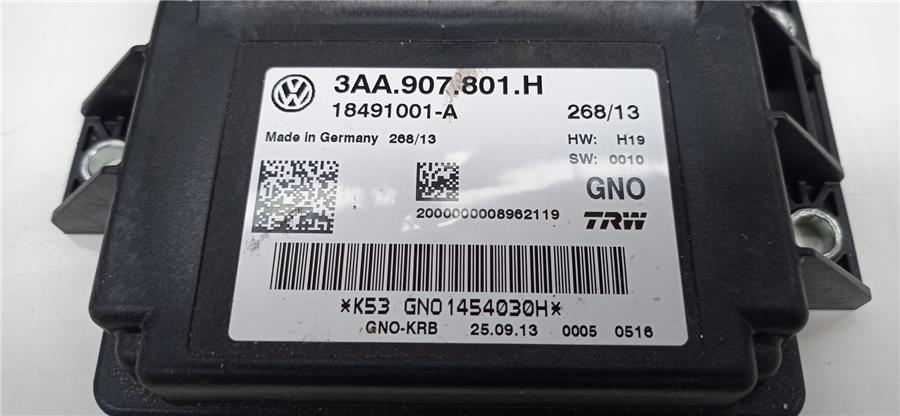 3AA.907.801.H
18491001-A 268/13
Made in Germany 268/13 HW: H19
SW: 0010
GNO
2000000008962119 TRW
*K53 GNO1454030H*
GNO-KRB 25.09.13 0005 0516